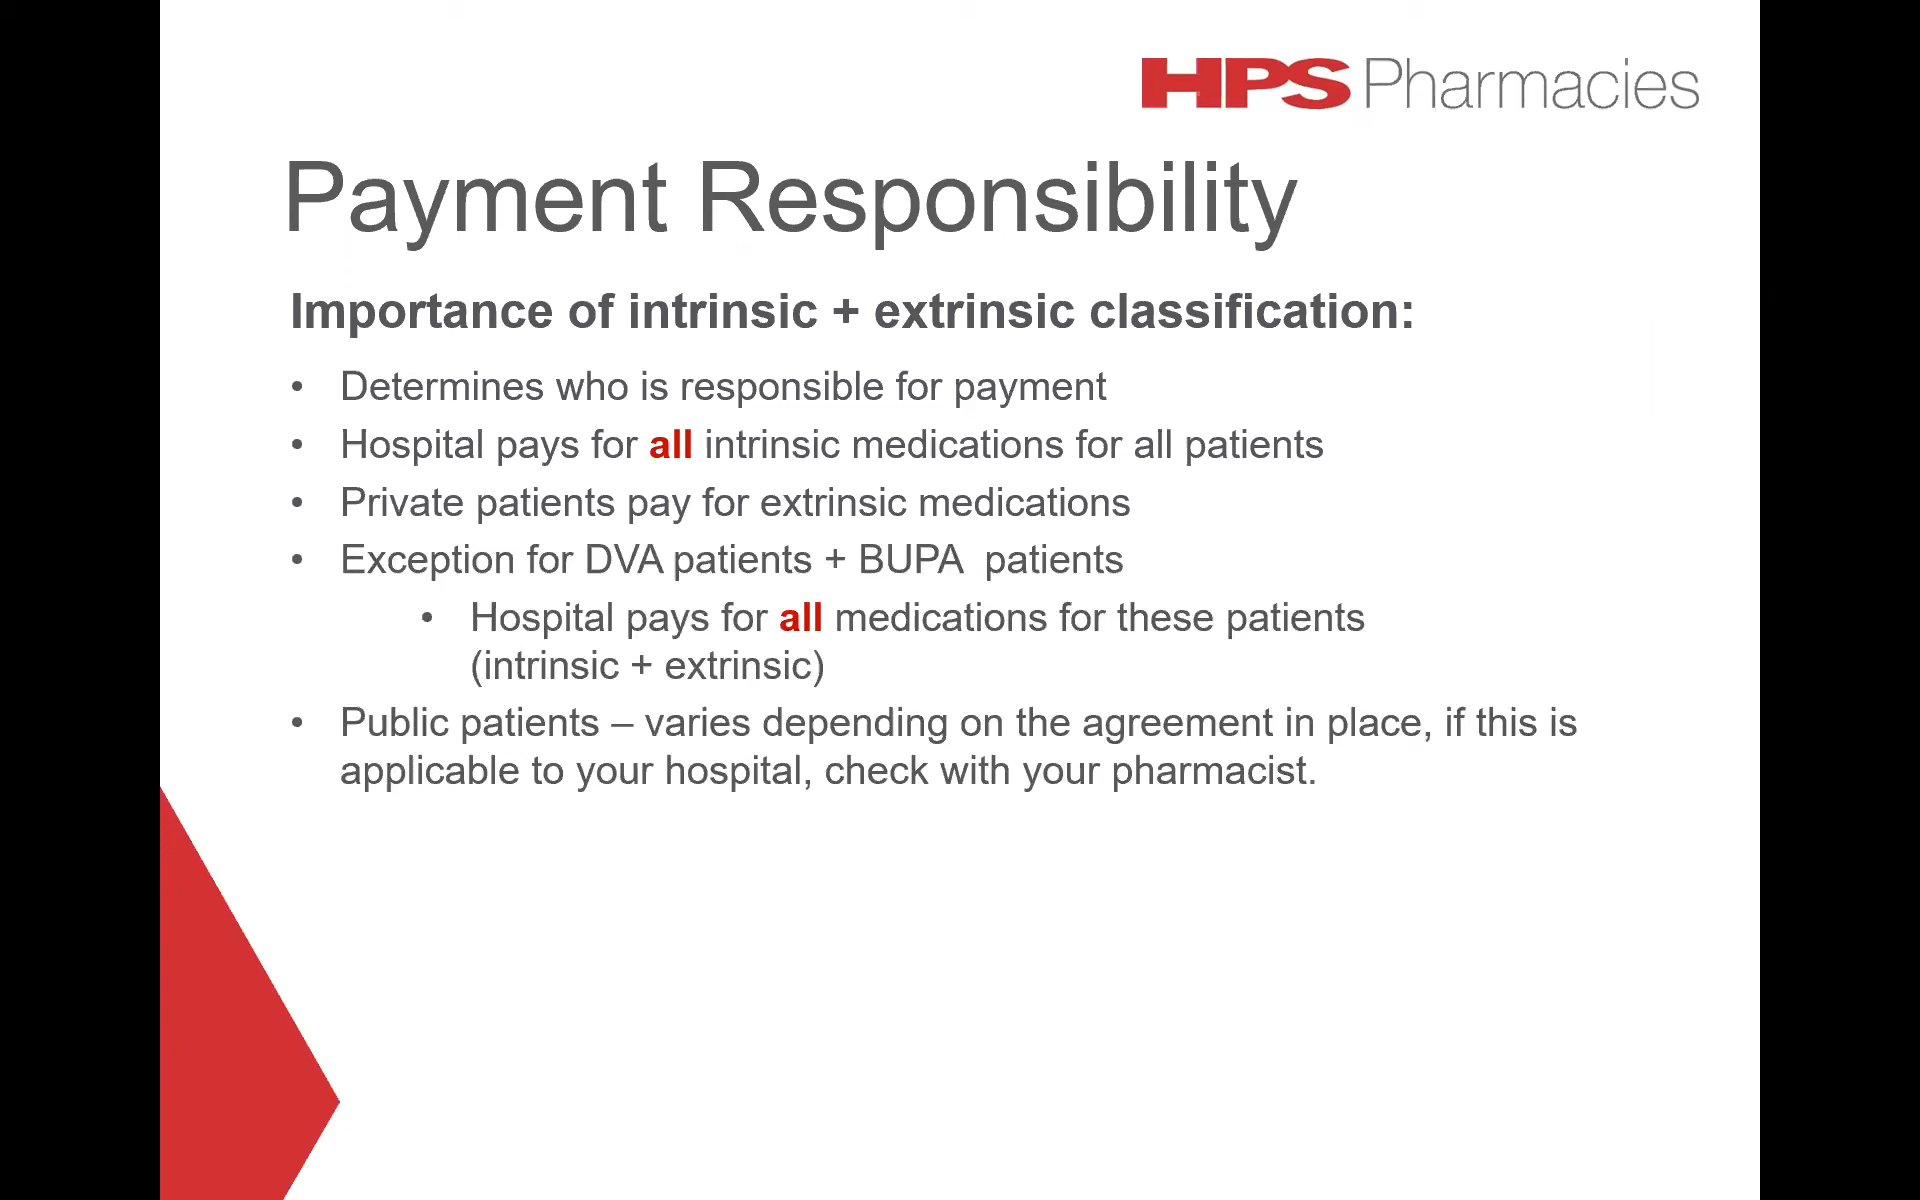 HPS Pharmacies
Payment Responsibility
Importance of intrinsic + extrinsic classification:
• Determines who is responsible for payment
• Hospital pays for all intrinsic medications for all patients
• Private patients pay for extrinsic medications
• Exception for DVA patients + BUPA  patients
• Hospital pays for all medications for these patients
(intrinsic + extrinsic)
• Public patients – varies depending on the agreement in place, if this is
applicable to your hospital, check with your pharmacist.